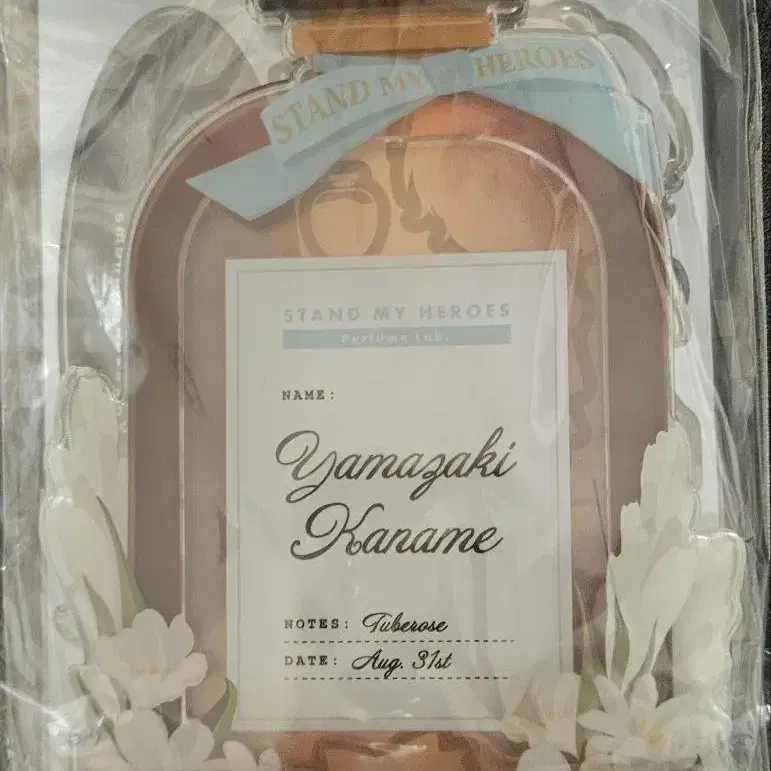 STAND MY HEROES
STAND MY HEROES
Perfume Lab.
NAME:
Yamazaki
Kaname
NOTES: Tuberose
DATE: Aug. 31st